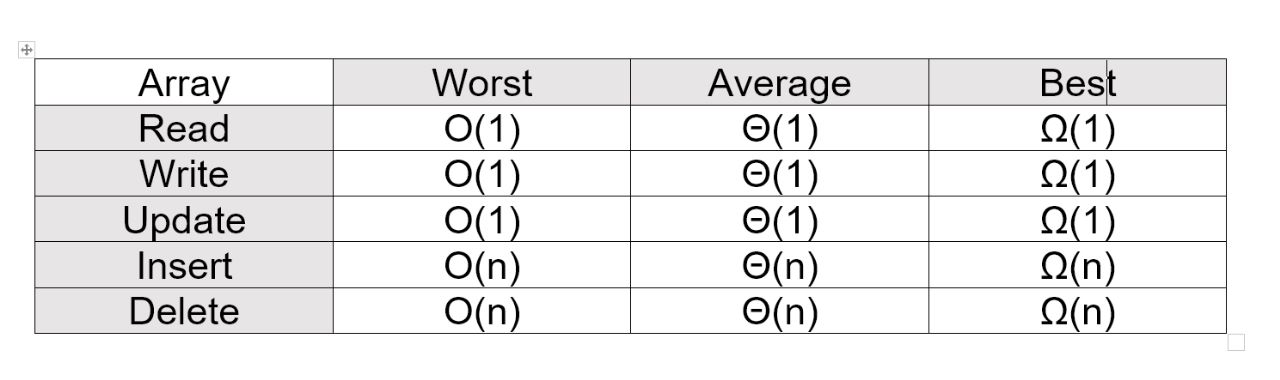 Array Worst Average Best
Read O(1) Θ(1) Ω(1)
Write O(1) Θ(1) Ω(1)
Update O(1) Θ(1) Ω(1)
Insert O(n) Θ(n) Ω(n)
Delete O(n) Θ(n) Ω(n)